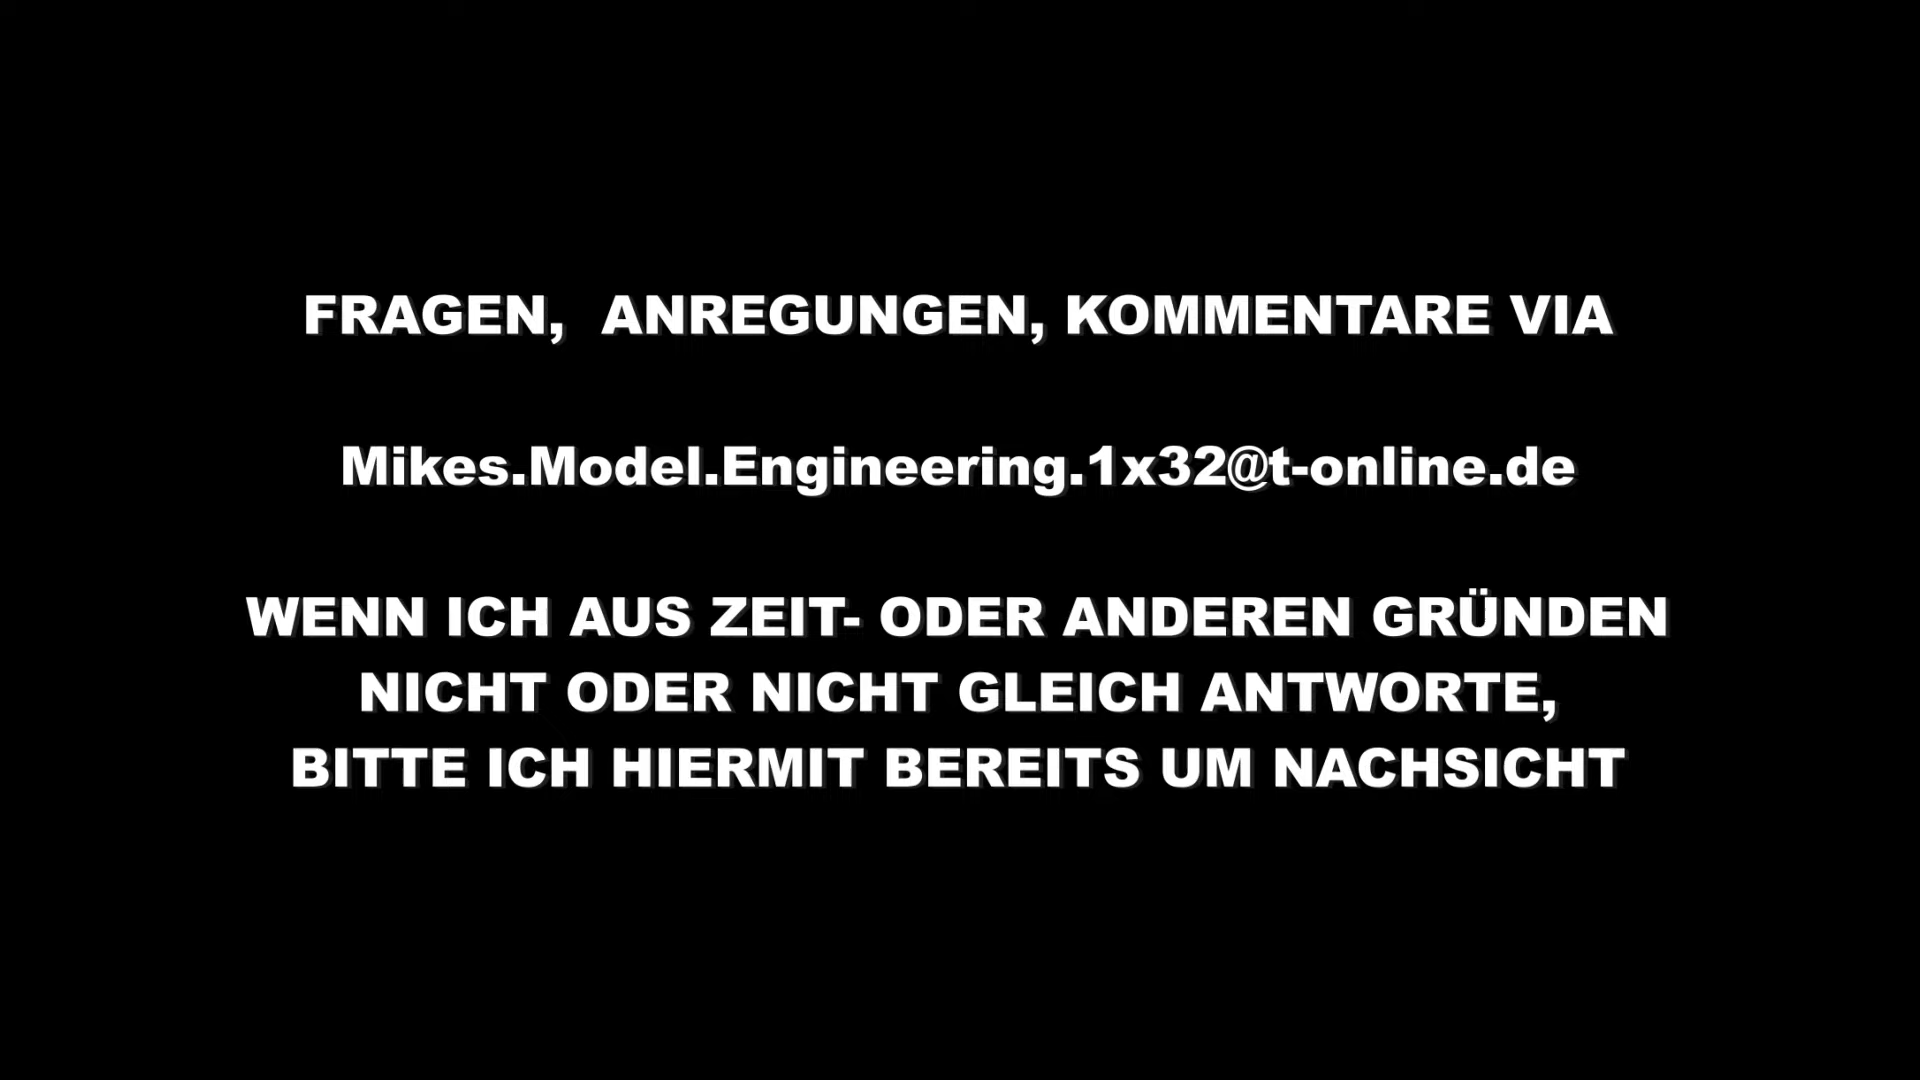 FRAGEN,  ANREGUNGEN, KOMMENTARE VIA
Mikes.Model.Engineering.1x32@t-online.de
WENN ICH AUS ZEIT- ODER ANDEREN GRÜNDEN
NICHT ODER NICHT GLEICH ANTWORTE,
BITTE ICH HIERMIT BEREITS UM NACHSICHT